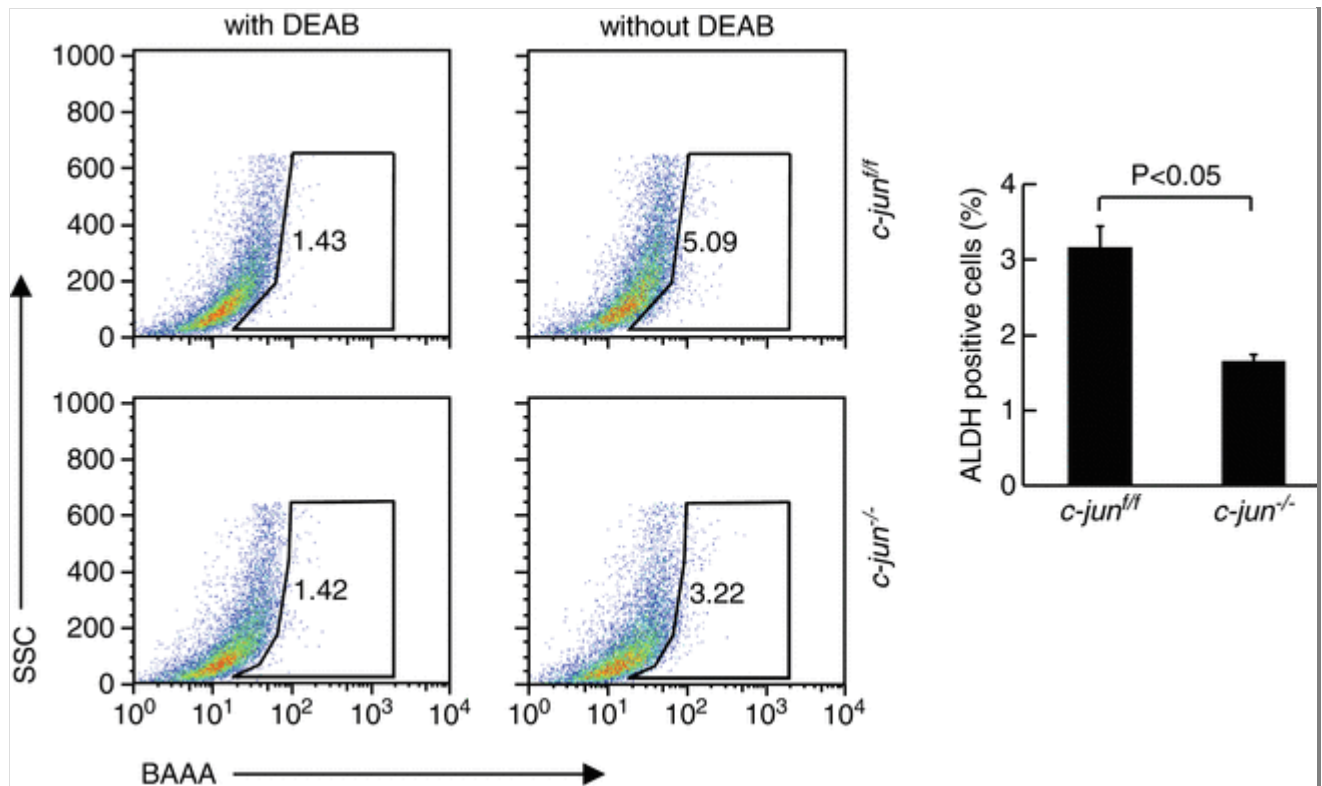 with DEAB
without DEAB
1000
800
600
400
200
0
1.43
5.09
c-jun^f/f
1000
800
600
400
200
0
1.42
3.22
c-jun^-/-
10^0 10^1 10^2 10^3 10^4
10^0 10^1 10^2 10^3 10^4
SSC
BAAA
P<0.05
ALDH positive cells (%)
4
3
2
1
0
c-jun^f/f
c-jun^-/-